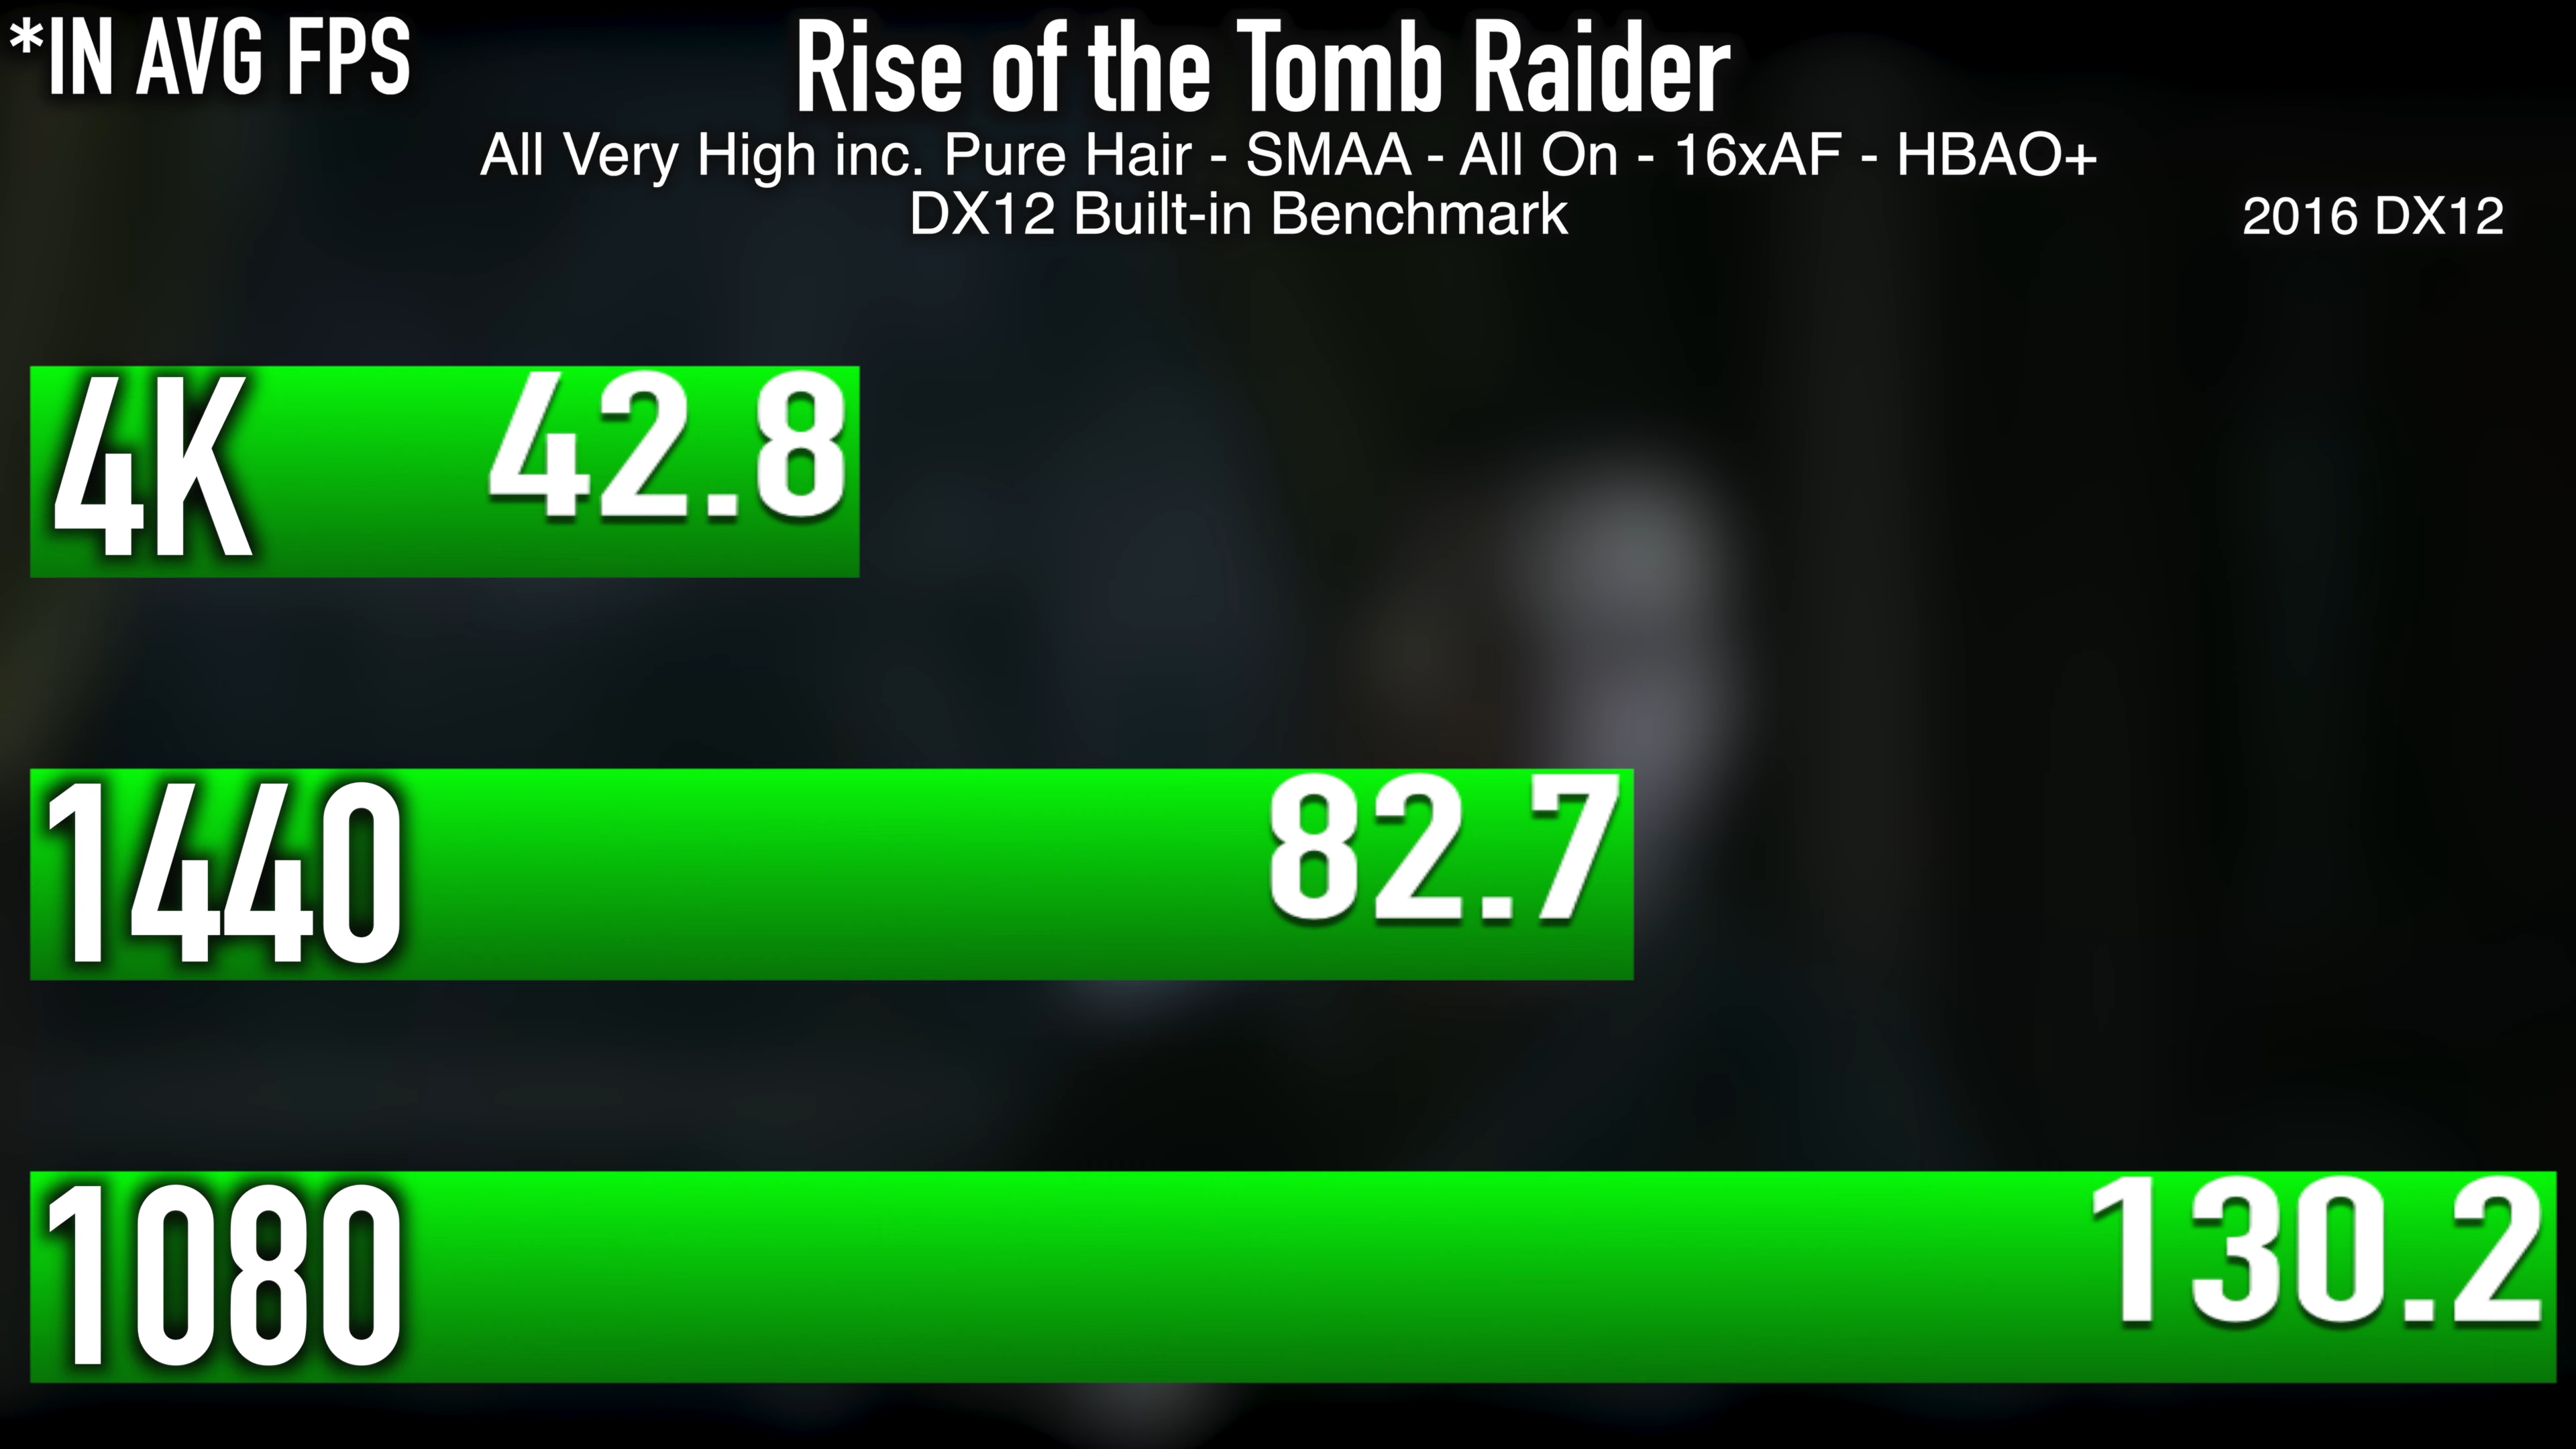 *IN AVG FPS
Rise of the Tomb Raider
All Very High inc. Pure Hair - SMAA - All On - 16xAF - HBAO+
DX12 Built-in Benchmark
2016 DX12
4K 42.8
1440 82.7
1080 130.2